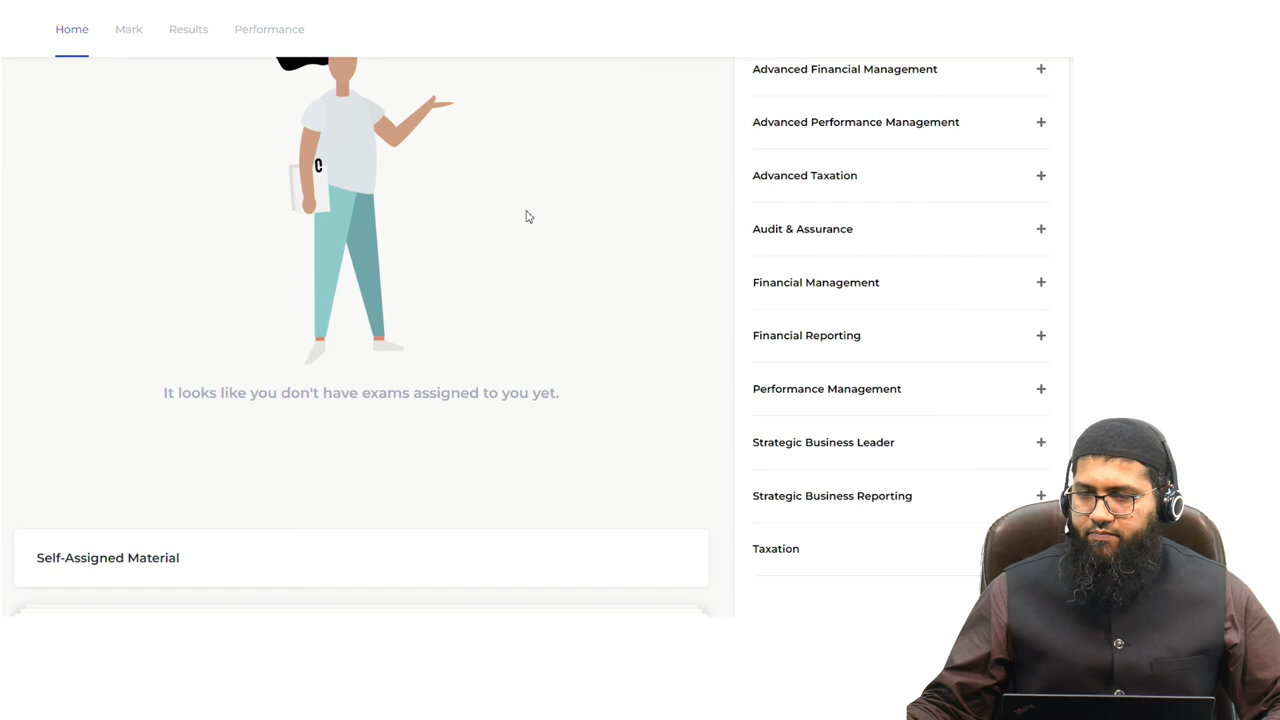 Home
Mark
Results
Performance
It looks like you don't have exams assigned to you yet.
Self-Assigned Material
Advanced Financial Management
Advanced Performance Management
Advanced Taxation
Audit & Assurance
Financial Management
Financial Reporting
Performance Management
Strategic Business Leader
Strategic Business Reporting
Taxation